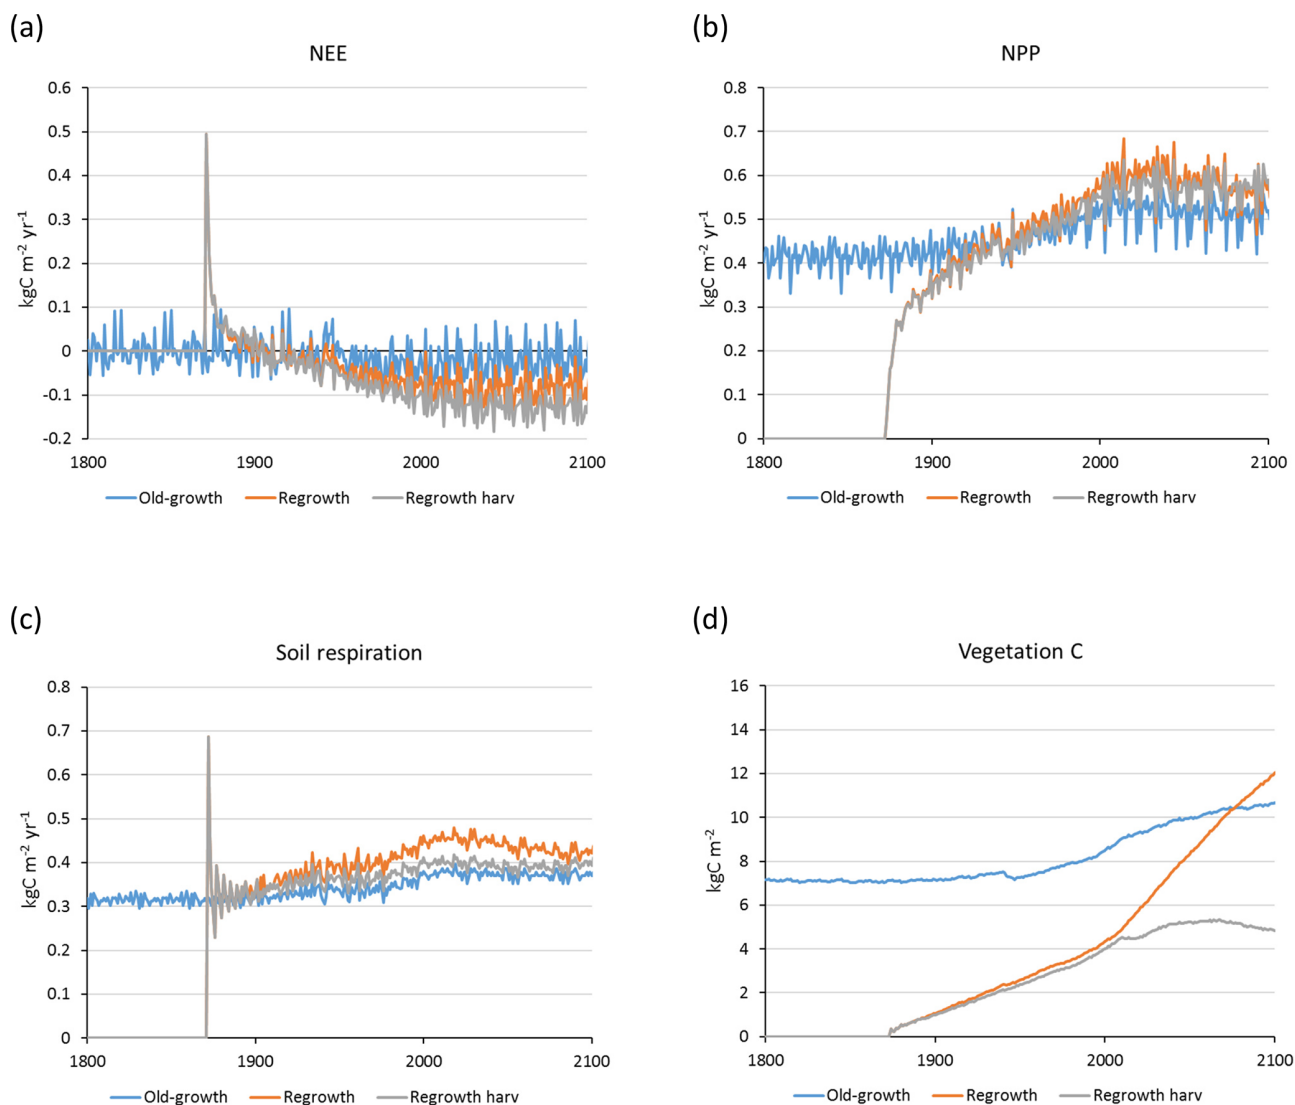 (a)
NEE
0.6
0.5
0.4
0.3
0.2
0.1
0
-0.1
-0.2
kgC m-2 yr-1
1800 1900 2000 2100
Old-growth Regrowth Regrowth harv
(b)
NPP
0.8
0.7
0.6
0.5
0.4
0.3
0.2
0.1
0
kgC m-2 yr-1
1800 1900 2000 2100
Old-growth Regrowth Regrowth harv
(c)
Soil respiration
0.8
0.7
0.6
0.5
0.4
0.3
0.2
0.1
0
kgC m-2 yr-1
1800 1900 2000 2100
Old-growth Regrowth Regrowth harv
(d)
Vegetation C
16
14
12
10
8
6
4
2
0
kgC m-2
1800 1900 2000 2100
Old-growth Regrowth Regrowth harv